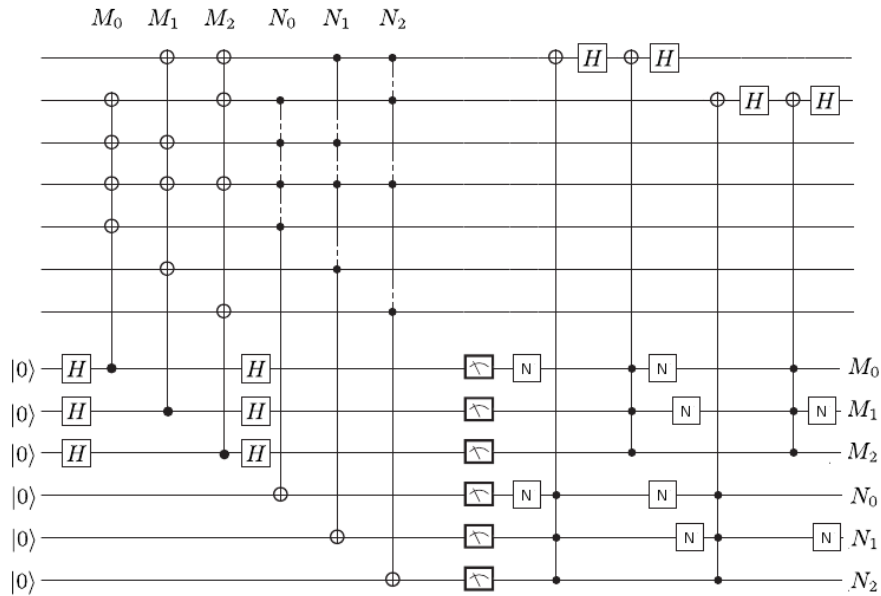 M₀ M₁ M₂ N₀ N₁ N₂
H H
H H
|0⟩ H H N N M₀
|0⟩ H H N N M₁
|0⟩ H H M₂
|0⟩ N N N₀
|0⟩ N N N₁
|0⟩ N₂